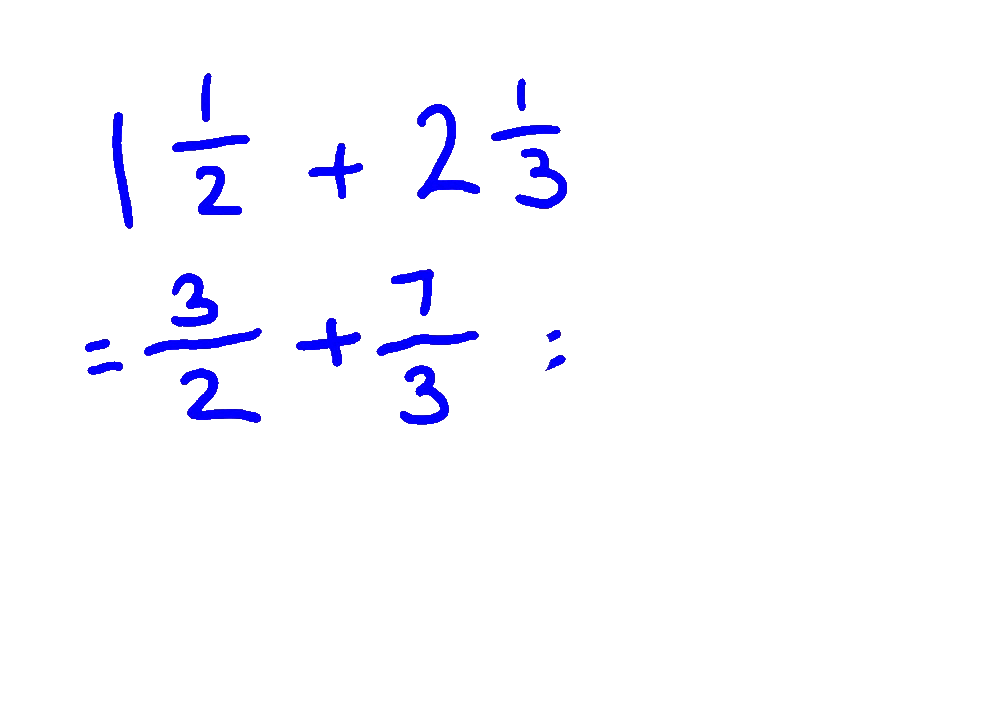 1 1/2 + 2 1/3
= 3/2 + 7/3 =